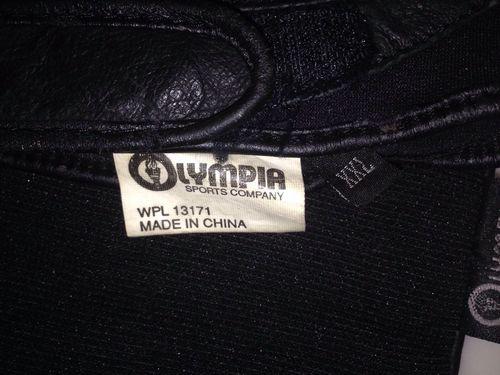 OLYMPIA
SPORTS COMPANY
WPL 13171
MADE IN CHINA
XXL